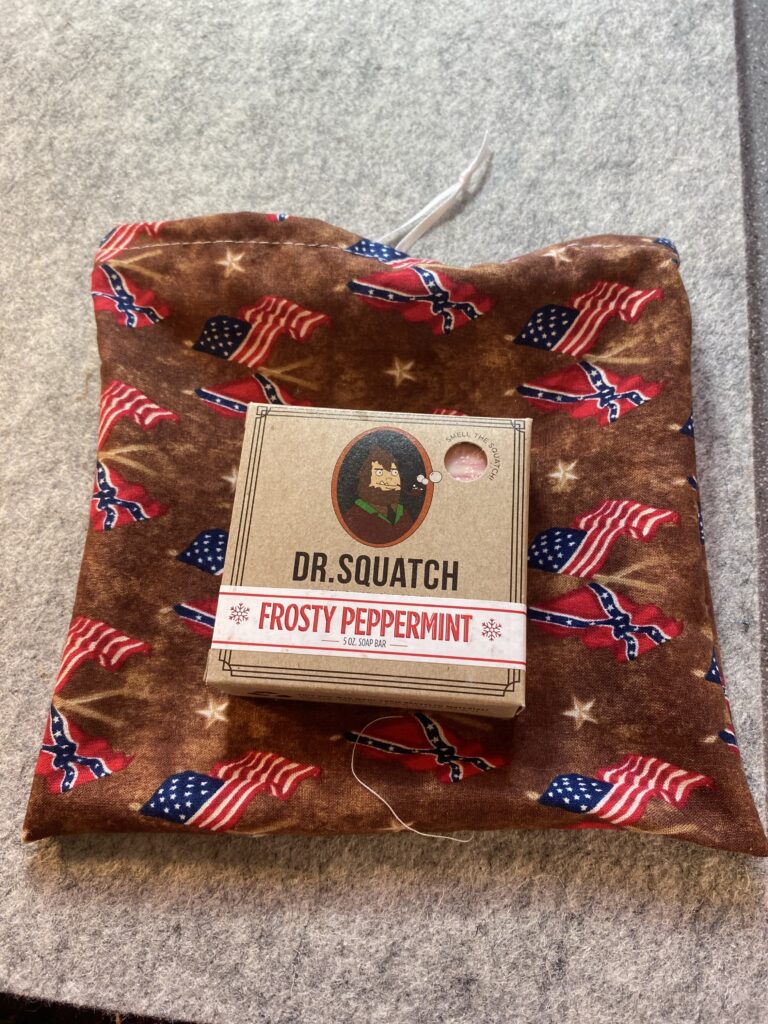 SMELL THE SQUATCH!
DR. SQUATCH
FROSTY PEPPERMINT
5 OZ. SOAP BAR